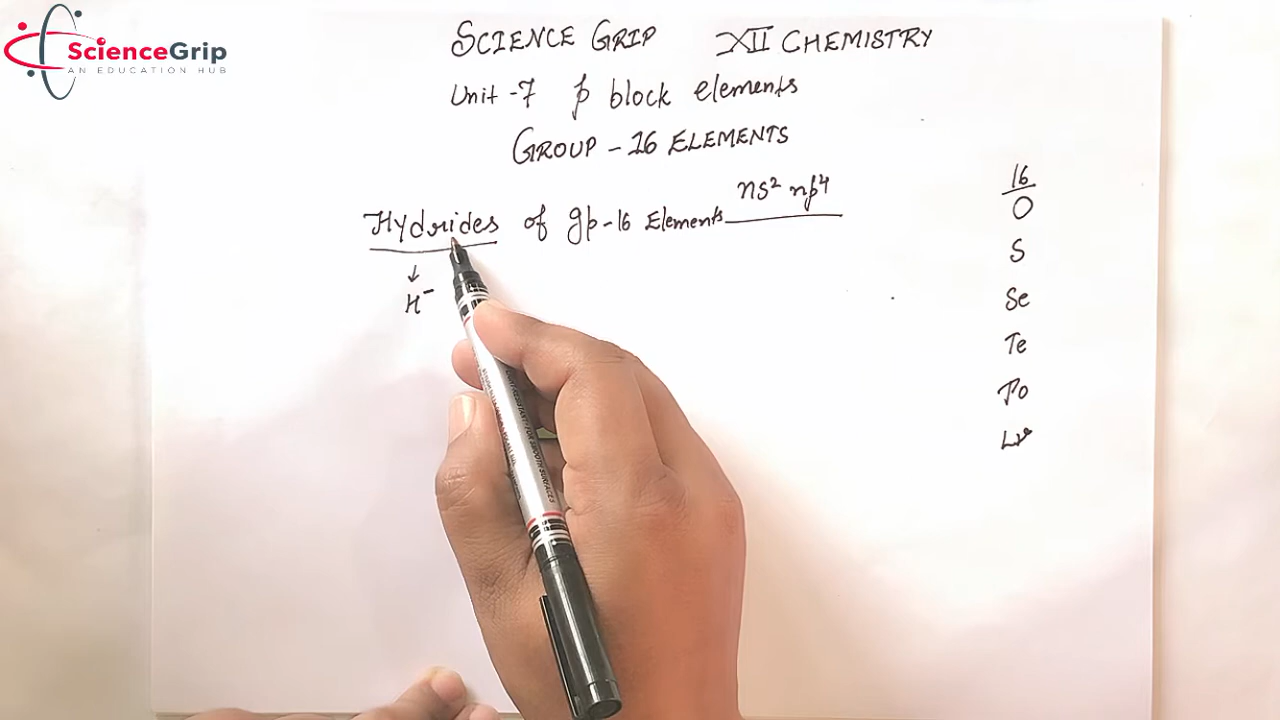 ScienceGrip
AN EDUCATION HUB
SCIENCE GRIP XII CHEMISTRY
Unit -7 p block elements
GROUP - 16 ELEMENTS
Hydrides of gp-16 Elements ns² np⁴
↓
H⁻
16
O
S
Se
Te
Po
Lv